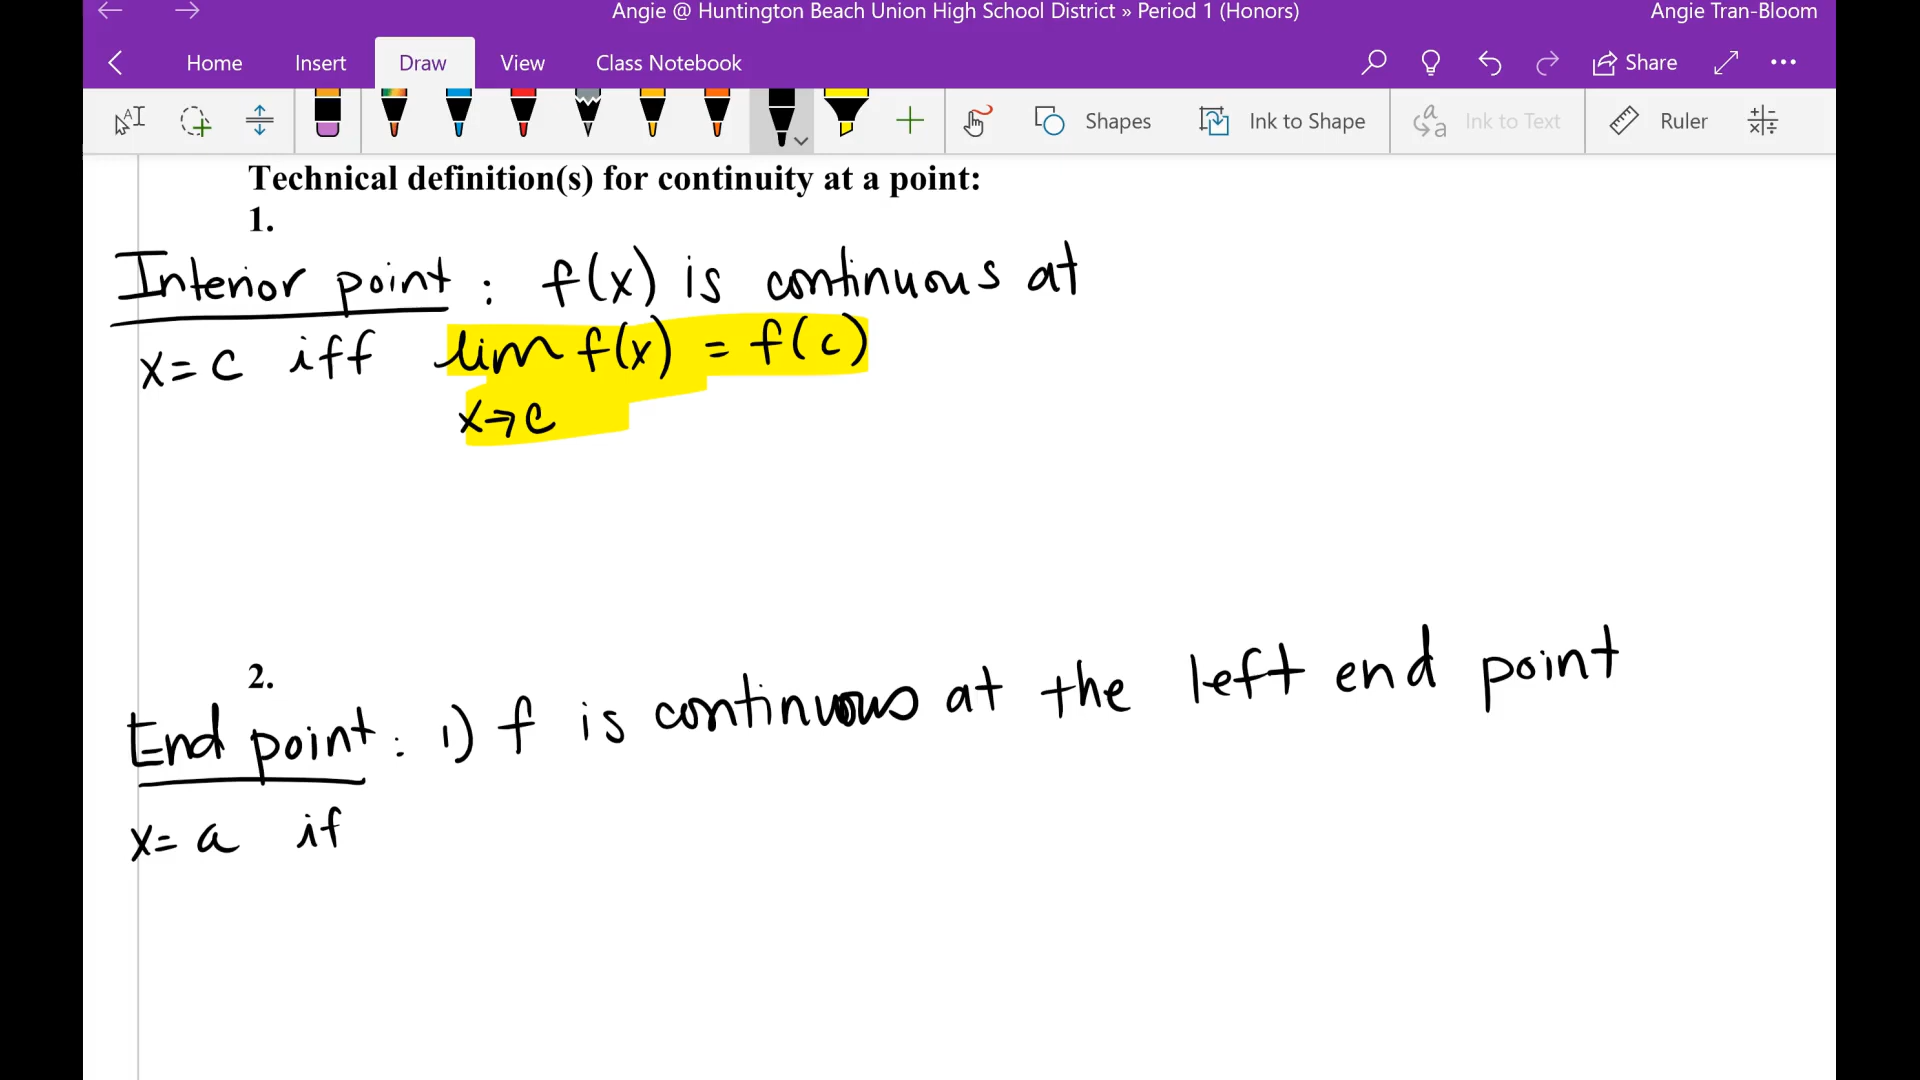 Angie @ Huntington Beach Union High School District » Period 1 (Honors) Angie Tran-Bloom
Home Insert Draw View Class Notebook Share
Shapes Ink to Shape Ink to Text Ruler
Technical definition(s) for continuity at a point:
1.
Interior point : f(x) is continuous at
x = c iff lim f(x) = f(c)
x→c
2.
End point : 1) f is continuous at the left end point
x = a if